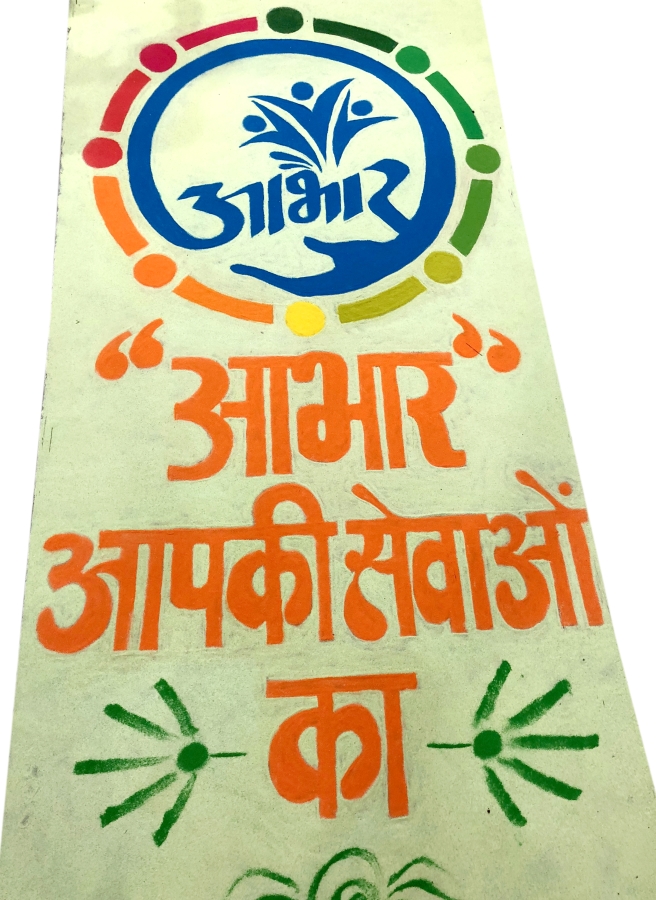 आभार
“आभार”
आपकी सेवाओं
का